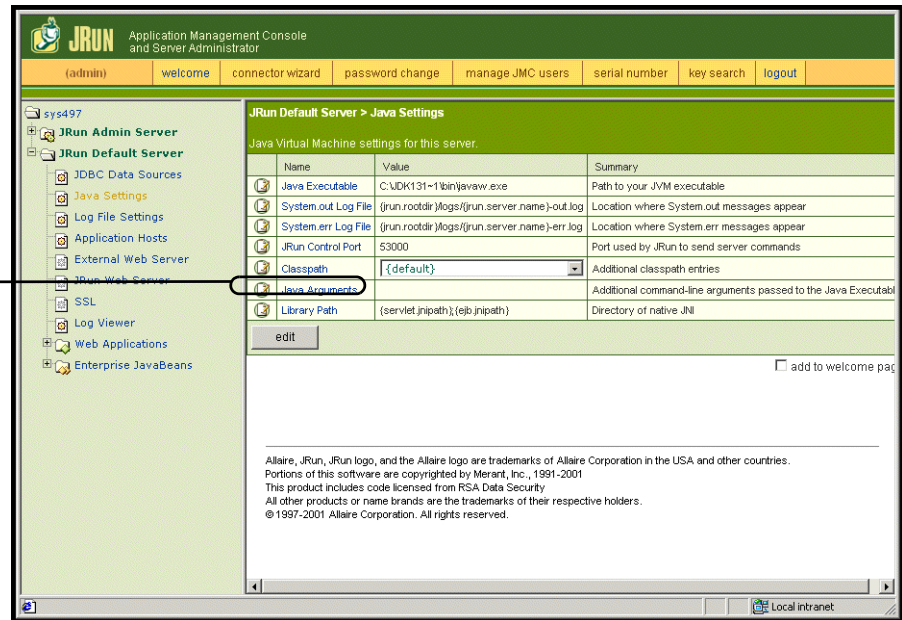 JRUN Application Management Console
and Server Administrator
(admin) welcome connector wizard password change manage JMC users serial number key search logout
sys497
JRun Admin Server
JRun Default Server
JDBC Data Sources
Java Settings
Log File Settings
Application Hosts
External Web Server
JRun Web Server
SSL
Log Viewer
Web Applications
Enterprise JavaBeans
JRun Default Server > Java Settings
Java Virtual Machine settings for this server.
Name Value Summary
Java Executable C:\JDK131~1\bin\javaw.exe Path to your JVM executable
System.out Log File {jrun.rootdir}/logs/{jrun.server.name}-out.log Location where System.out messages appear
System.err Log File {jrun.rootdir}/logs/{jrun.server.name}-err.log Location where System.err messages appear
JRun Control Port 53000 Port used by JRun to send server commands
Classpath {default} Additional classpath entries
Java Arguments Additional command-line arguments passed to the Java Executabl
Library Path {servlet.jnipath};{ejb.jnipath} Directory of native JNI
edit
add to welcome pag
Allaire, JRun, JRun logo, and the Allaire logo are trademarks of Allaire Corporation in the USA and other countries.
Portions of this software are copyrighted by Merant, Inc., 1991-2001
This product includes code licensed from RSA Data Security
All other products or name brands are the trademarks of their respective holders.
© 1997-2001 Allaire Corporation. All rights reserved.
Local intranet